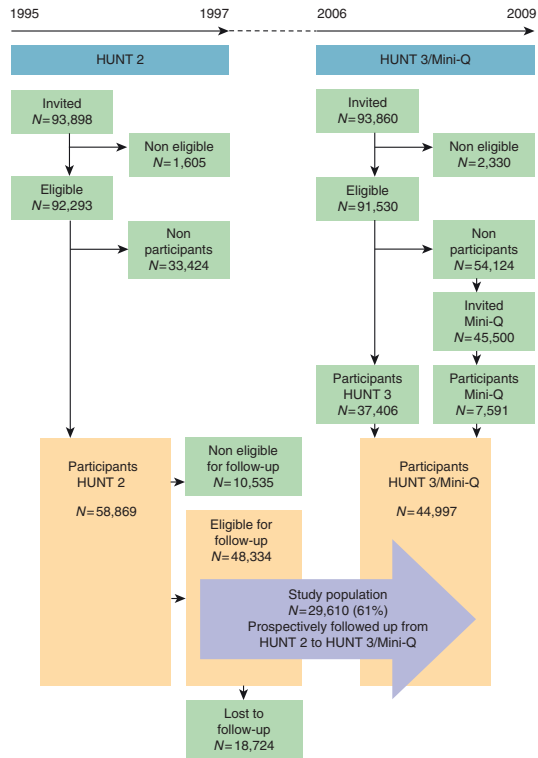 1995
1997
2006
2009
HUNT 2
HUNT 3/Mini-Q
Invited
N=93,898
Non eligible
N=1,605
Eligible
N=92,293
Non
participants
N=33,424
Invited
N=93,860
Non eligible
N=2,330
Eligible
N=91,530
Non
participants
N=54,124
Invited
Mini-Q
N=45,500
Participants
HUNT 3
N=37,406
Participants
Mini-Q
N=7,591
Participants
HUNT 2
N=58,869
Non eligible
for follow-up
N=10,535
Eligible for
follow-up
N=48,334
Participants
HUNT 3/Mini-Q
N=44,997
Study population
N=29,610 (61%)
Prospectively followed up from
HUNT 2 to HUNT 3/Mini-Q
Lost to
follow-up
N=18,724